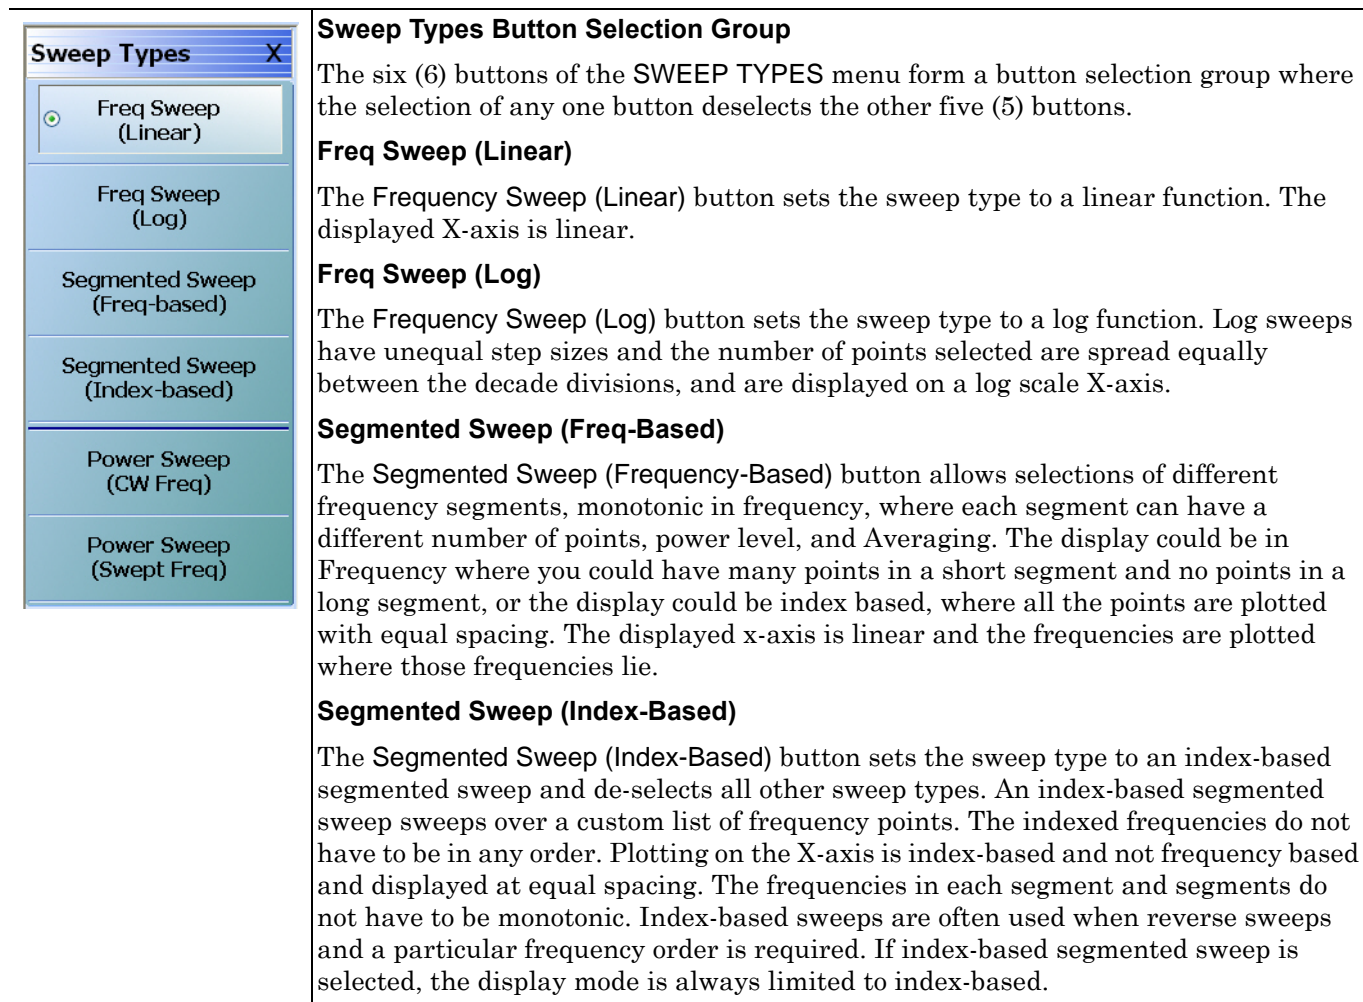 Sweep Types X
Freq Sweep
(Linear)
Freq Sweep
(Log)
Segmented Sweep
(Freq-based)
Segmented Sweep
(Index-based)
Power Sweep
(CW Freq)
Power Sweep
(Swept Freq)
Sweep Types Button Selection Group
The six (6) buttons of the SWEEP TYPES menu form a button selection group where
the selection of any one button deselects the other five (5) buttons.
Freq Sweep (Linear)
The Frequency Sweep (Linear) button sets the sweep type to a linear function. The
displayed X-axis is linear.
Freq Sweep (Log)
The Frequency Sweep (Log) button sets the sweep type to a log function. Log sweeps
have unequal step sizes and the number of points selected are spread equally
between the decade divisions, and are displayed on a log scale X-axis.
Segmented Sweep (Freq-Based)
The Segmented Sweep (Frequency-Based) button allows selections of different
frequency segments, monotonic in frequency, where each segment can have a
different number of points, power level, and Averaging. The display could be in
Frequency where you could have many points in a short segment and no points in a
long segment, or the display could be index based, where all the points are plotted
with equal spacing. The displayed x-axis is linear and the frequencies are plotted
where those frequencies lie.
Segmented Sweep (Index-Based)
The Segmented Sweep (Index-Based) button sets the sweep type to an index-based
segmented sweep and de-selects all other sweep types. An index-based segmented
sweep sweeps over a custom list of frequency points. The indexed frequencies do not
have to be in any order. Plotting on the X-axis is index-based and not frequency based
and displayed at equal spacing. The frequencies in each segment and segments do
not have to be monotonic. Index-based sweeps are often used when reverse sweeps
and a particular frequency order is required. If index-based segmented sweep is
selected, the display mode is always limited to index-based.